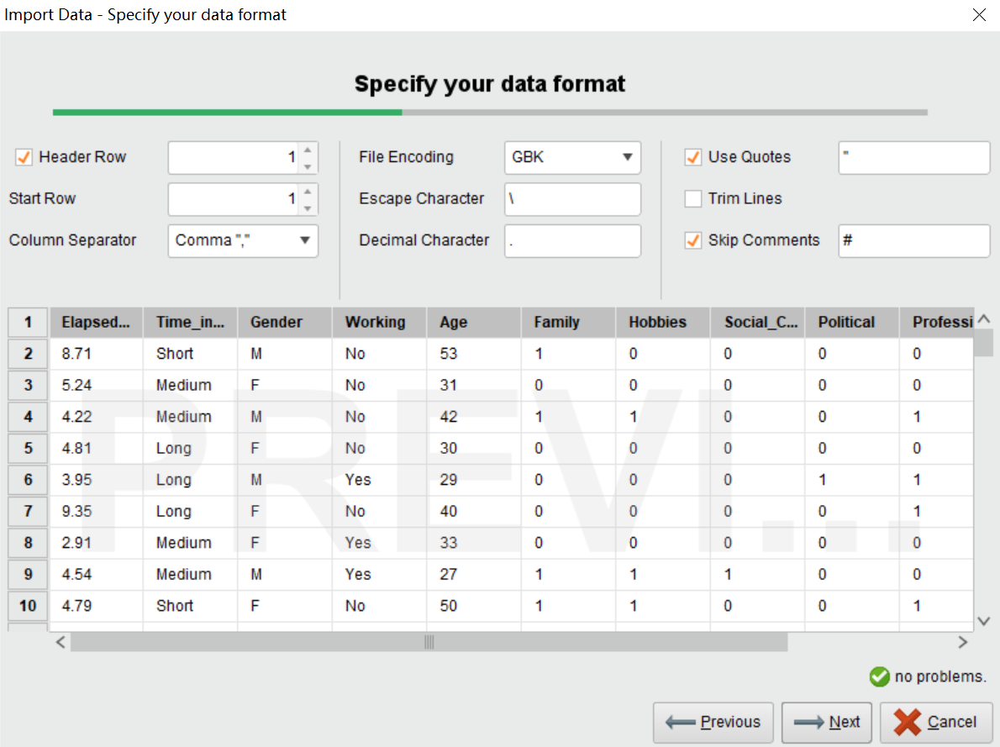 Import Data - Specify your data format
Specify your data format
Header Row 1 File Encoding GBK Use Quotes "
Start Row 1 Escape Character \ Trim Lines
Column Separator Comma "," Decimal Character . Skip Comments #
1 Elapsed... Time_in... Gender Working Age Family Hobbies Social_C... Political Professi
2 8.71 Short M No 53 1 0 0 0 0
3 5.24 Medium F No 31 0 0 0 0 0
4 4.22 Medium M No 42 1 1 0 0 1
5 4.81 Long F No 30 0 0 0 0 0
6 3.95 Long M Yes 29 0 0 0 1 1
7 9.35 Long F No 40 0 0 0 0 1
8 2.91 Medium F Yes 33 0 0 0 0 0
9 4.54 Medium M Yes 27 1 1 1 0 0
10 4.79 Short F No 50 1 1 0 0 1
PREVI...
no problems.
Previous Next Cancel